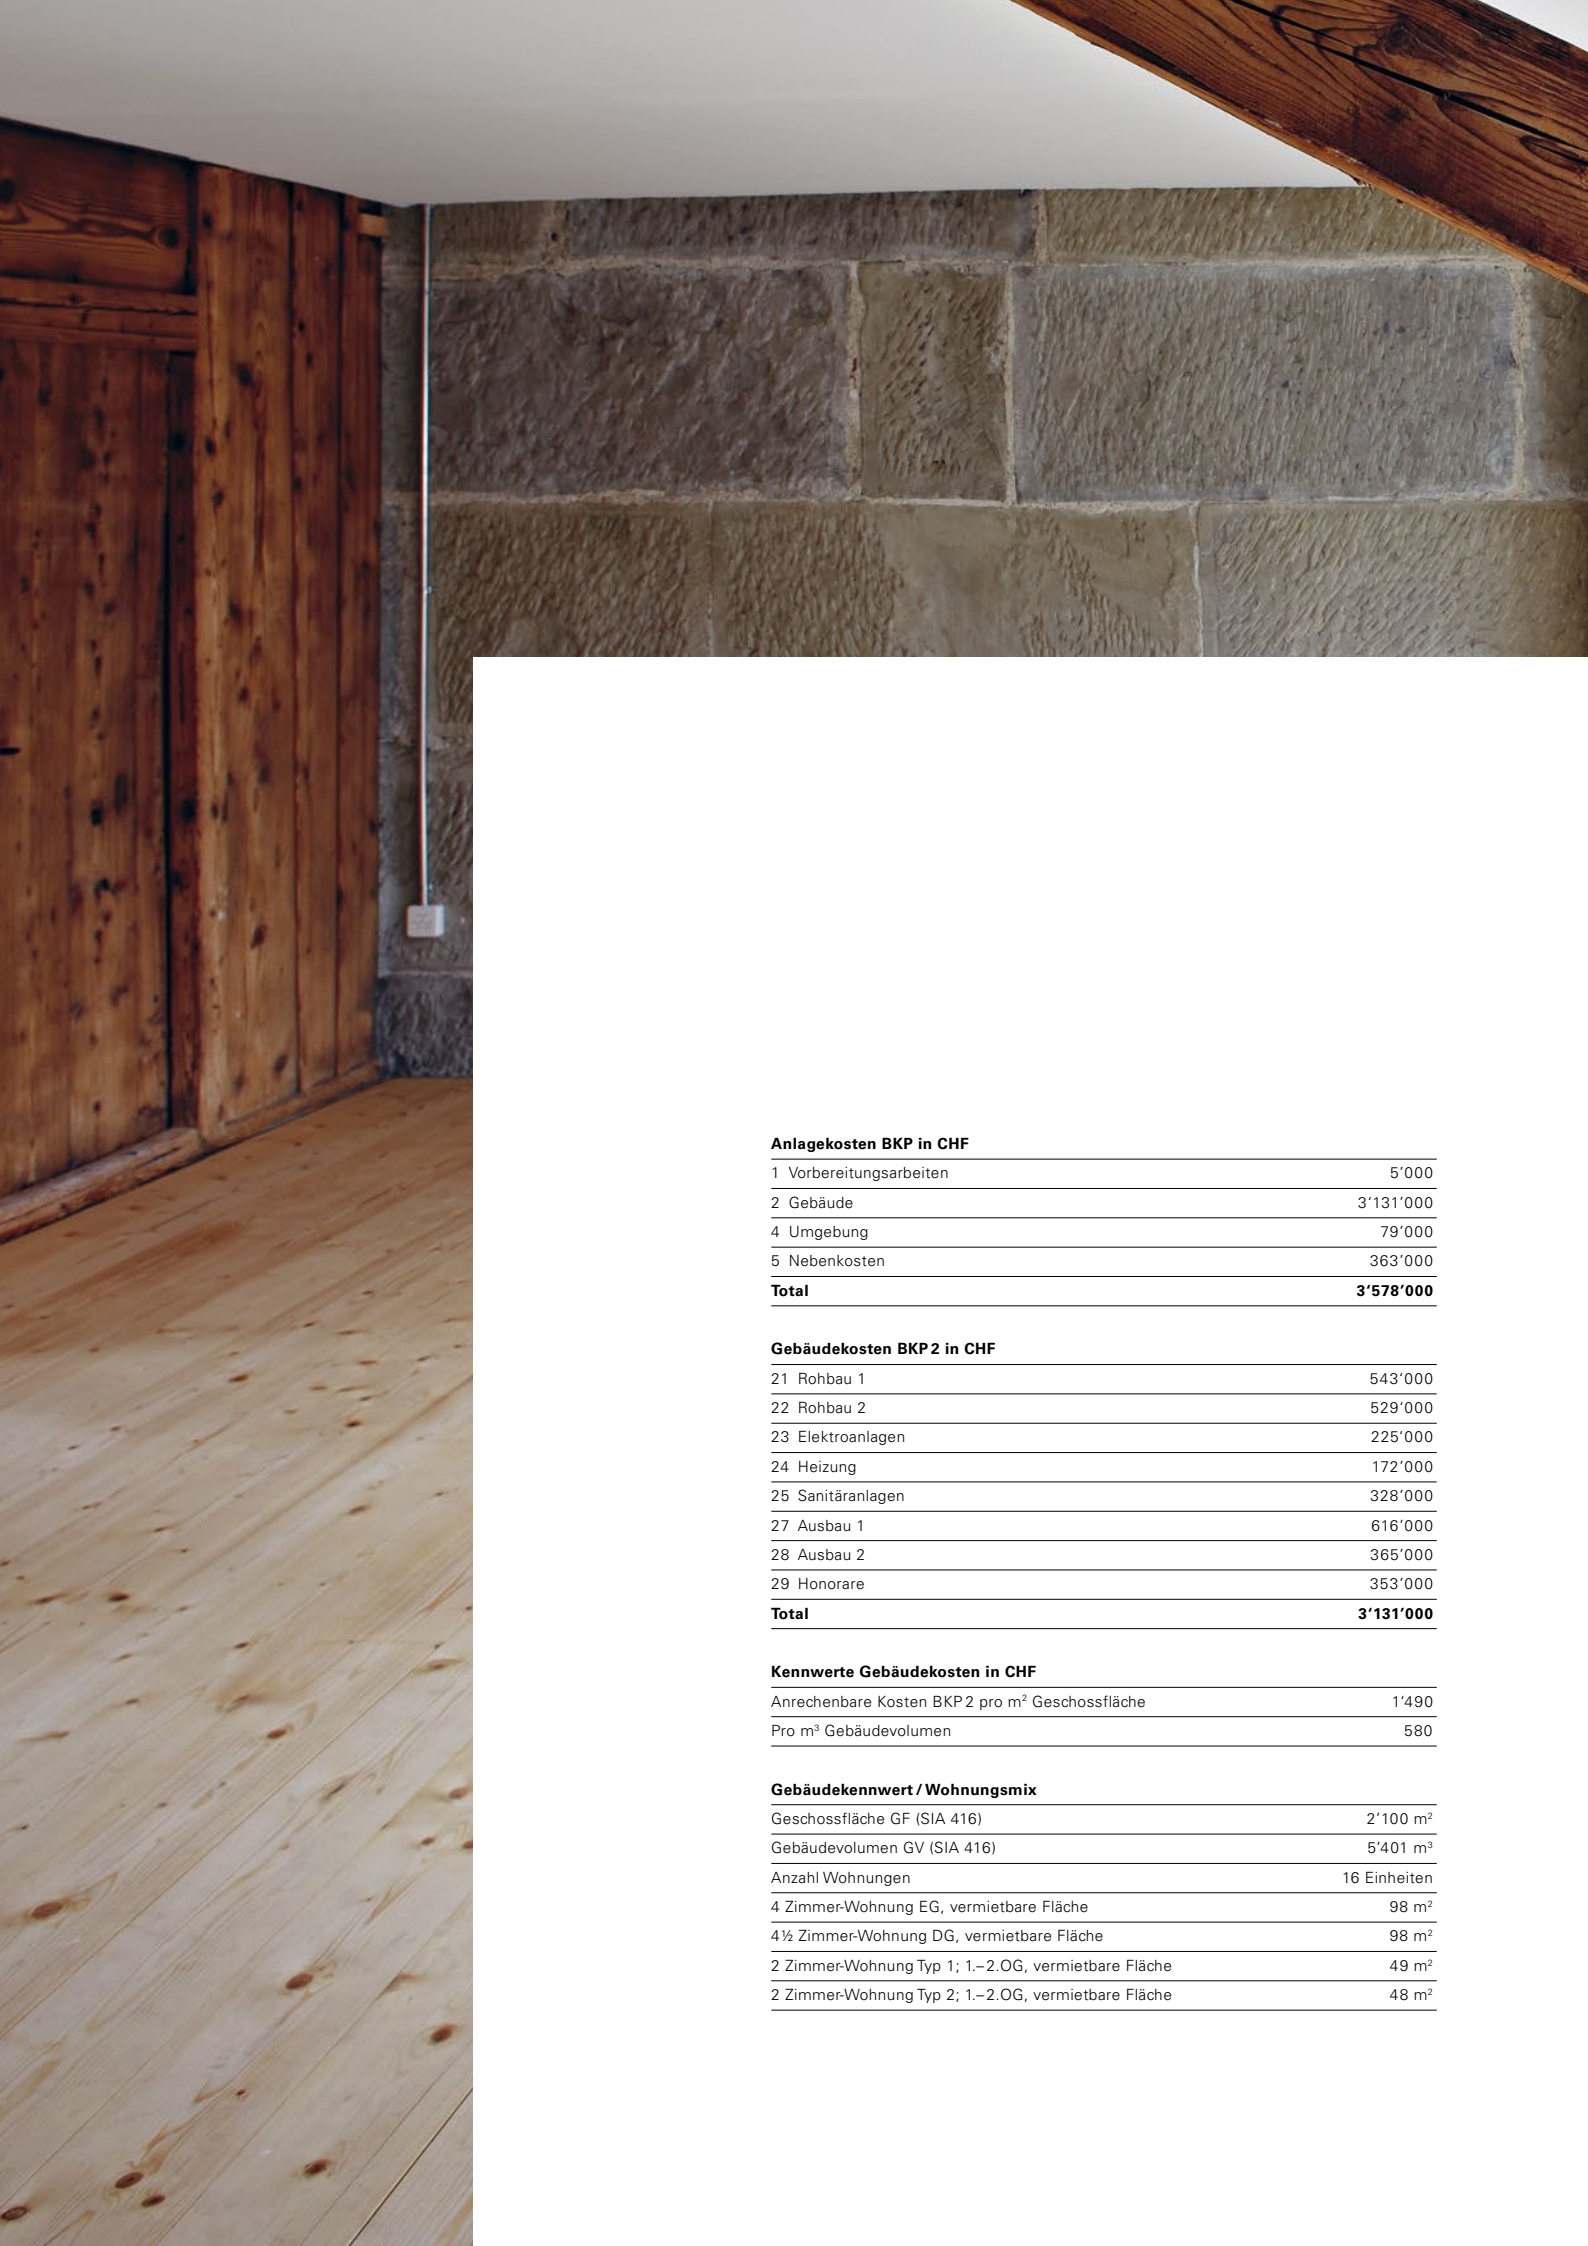 Anlagekosten BKP in CHF
1 Vorbereitungsarbeiten 5’000
2 Gebäude 3‘131’000
4 Umgebung 79’000
5 Nebenkosten 363’000
Total 3‘578’000
Gebäudekosten BKP 2 in CHF
21 Rohbau 1 543‘000
22 Rohbau 2 529‘000
23 Elektroanlagen 225‘000
24 Heizung 172’000
25 Sanitäranlagen 328’000
27 Ausbau 1 616’000
28 Ausbau 2 365’000
29 Honorare 353’000
Total 3‘131’000
Kennwerte Gebäudekosten in CHF
Anrechenbare Kosten BKP 2 pro m² Geschossfläche 1‘490
Pro m³ Gebäudevolumen 580
Gebäudekennwert / Wohnungsmix
Geschossfläche GF (SIA 416) 2’100 m²
Gebäudevolumen GV (SIA 416) 5‘401 m³
Anzahl Wohnungen 16 Einheiten
4 Zimmer-Wohnung EG, vermietbare Fläche 98 m²
4½ Zimmer-Wohnung DG, vermietbare Fläche 98 m²
2 Zimmer-Wohnung Typ 1; 1.–2.OG, vermietbare Fläche 49 m²
2 Zimmer-Wohnung Typ 2; 1.–2.OG, vermietbare Fläche 48 m²